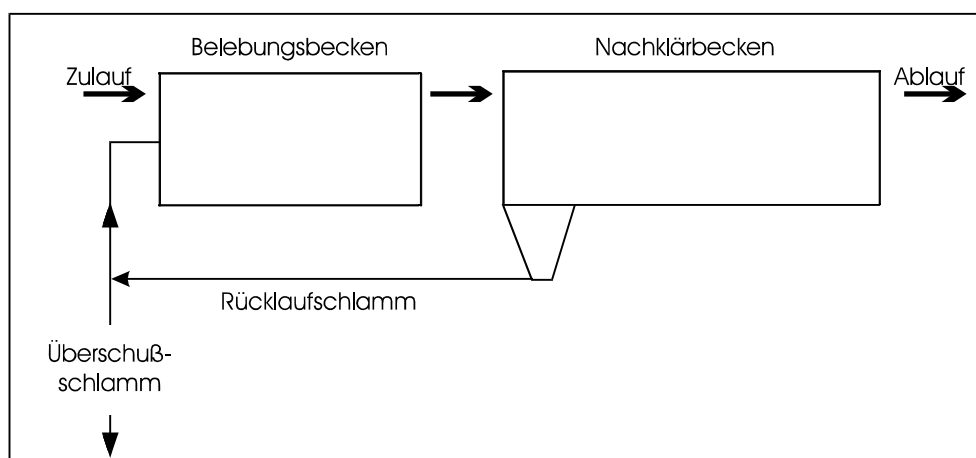 Belebungsbecken
Nachklärbecken
Zulauf
Ablauf
Rücklaufschlamm
Überschuß-
schlamm